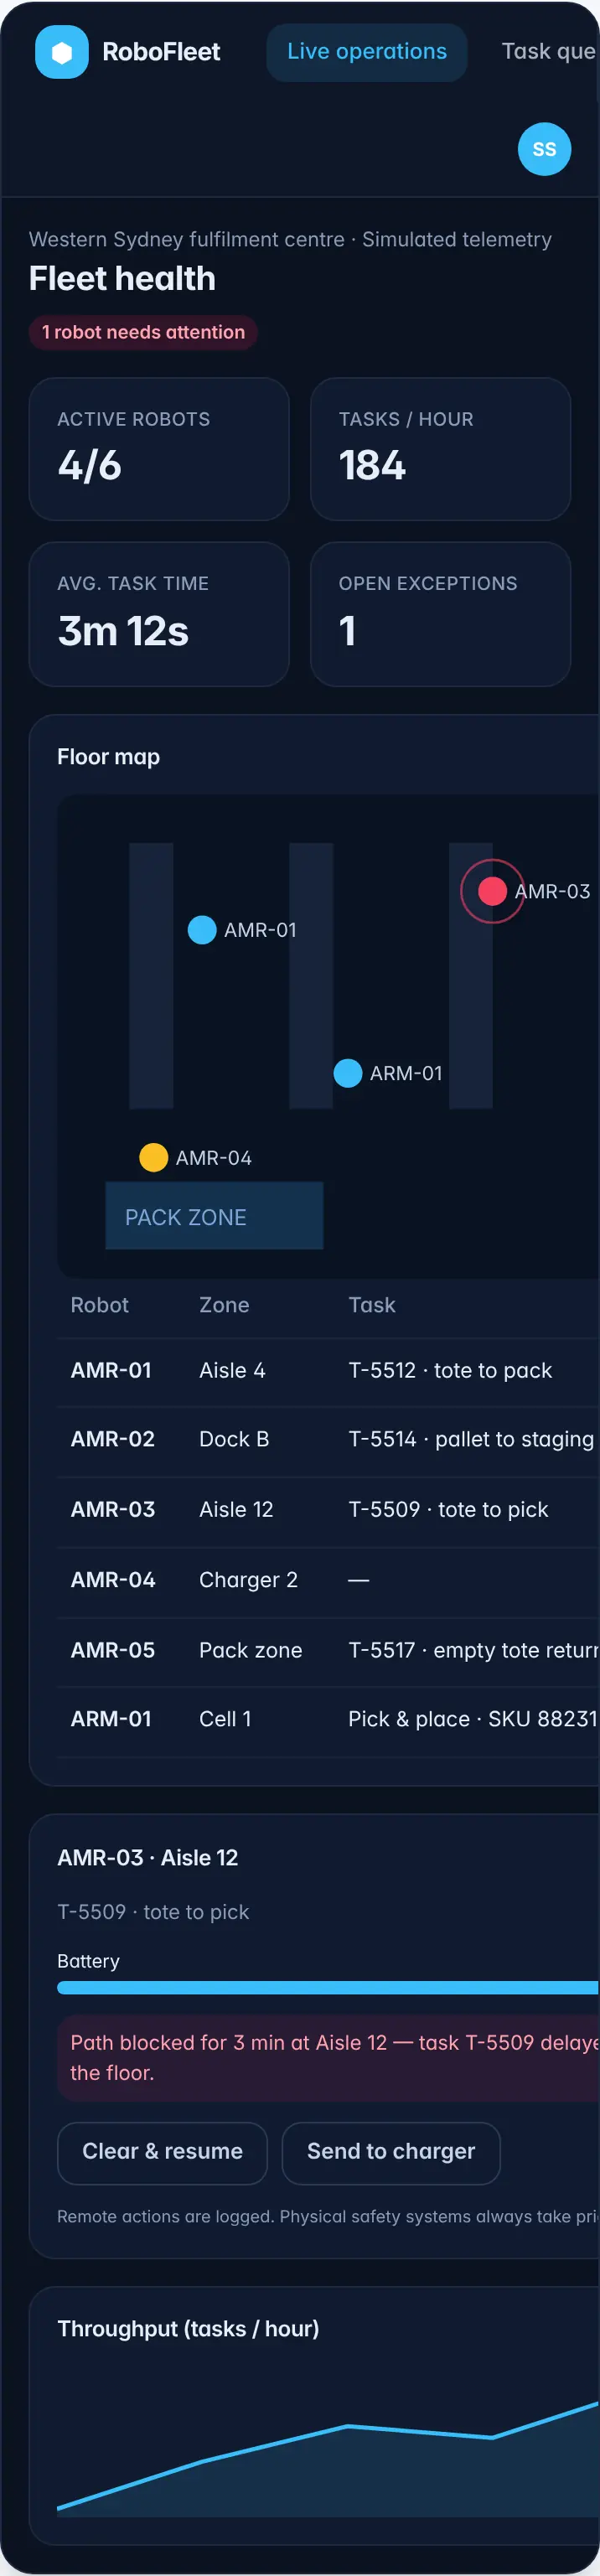 RoboFleet
Live operations
Task que
SS
Western Sydney fulfilment centre · Simulated telemetry
Fleet health
1 robot needs attention
ACTIVE ROBOTS
4/6
TASKS / HOUR
184
AVG. TASK TIME
3m 12s
OPEN EXCEPTIONS
1
Floor map
AMR-03
AMR-01
ARM-01
AMR-04
PACK ZONE
Robot Zone Task
AMR-01 Aisle 4 T-5512 · tote to pack
AMR-02 Dock B T-5514 · pallet to staging
AMR-03 Aisle 12 T-5509 · tote to pick
AMR-04 Charger 2 —
AMR-05 Pack zone T-5517 · empty tote return
ARM-01 Cell 1 Pick & place · SKU 88231
AMR-03 · Aisle 12
T-5509 · tote to pick
Battery
Path blocked for 3 min at Aisle 12 — task T-5509 delaye
the floor.
Clear & resume
Send to charger
Remote actions are logged. Physical safety systems always take pri
Throughput (tasks / hour)